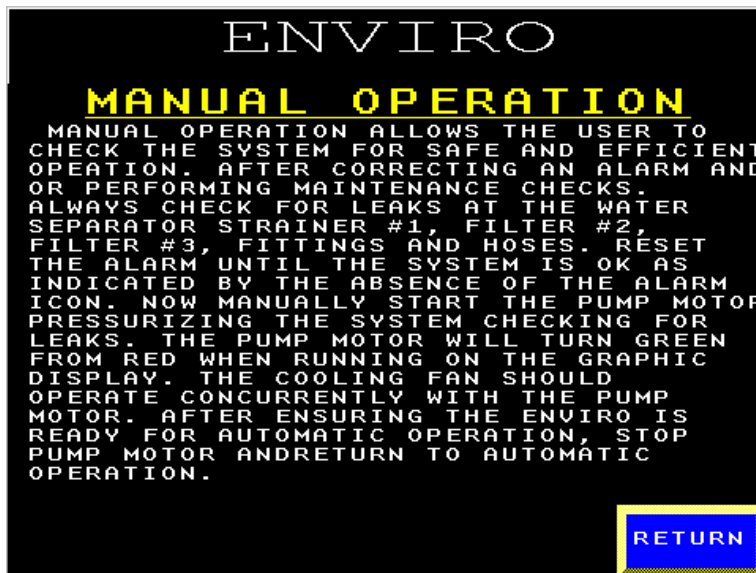 ENVIRO
MANUAL OPERATION
MANUAL OPERATION ALLOWS THE USER TO
CHECK THE SYSTEM FOR SAFE AND EFFICIENT
OPEATION. AFTER CORRECTING AN ALARM AND
OR PERFORMING MAINTENANCE CHECKS.
ALWAYS CHECK FOR LEAKS AT THE WATER
SEPARATOR STRAINER #1, FILTER #2,
FILTER #3, FITTINGS AND HOSES. RESET
THE ALARM UNTIL THE SYSTEM IS OK AS
INDICATED BY THE ABSENCE OF THE ALARM
ICON. NOW MANUALLY START THE PUMP MOTOR
PRESSURIZING THE SYSTEM CHECKING FOR
LEAKS. THE PUMP MOTOR WILL TURN GREEN
FROM RED WHEN RUNNING ON THE GRAPHIC
DISPLAY. THE COOLING FAN SHOULD
OPERATE CONCURRENTLY WITH THE PUMP
MOTOR. AFTER ENSURING THE ENVIRO IS
READY FOR AUTOMATIC OPERATION, STOP
PUMP MOTOR ANDRETURN TO AUTOMATIC
OPERATION.
RETURN